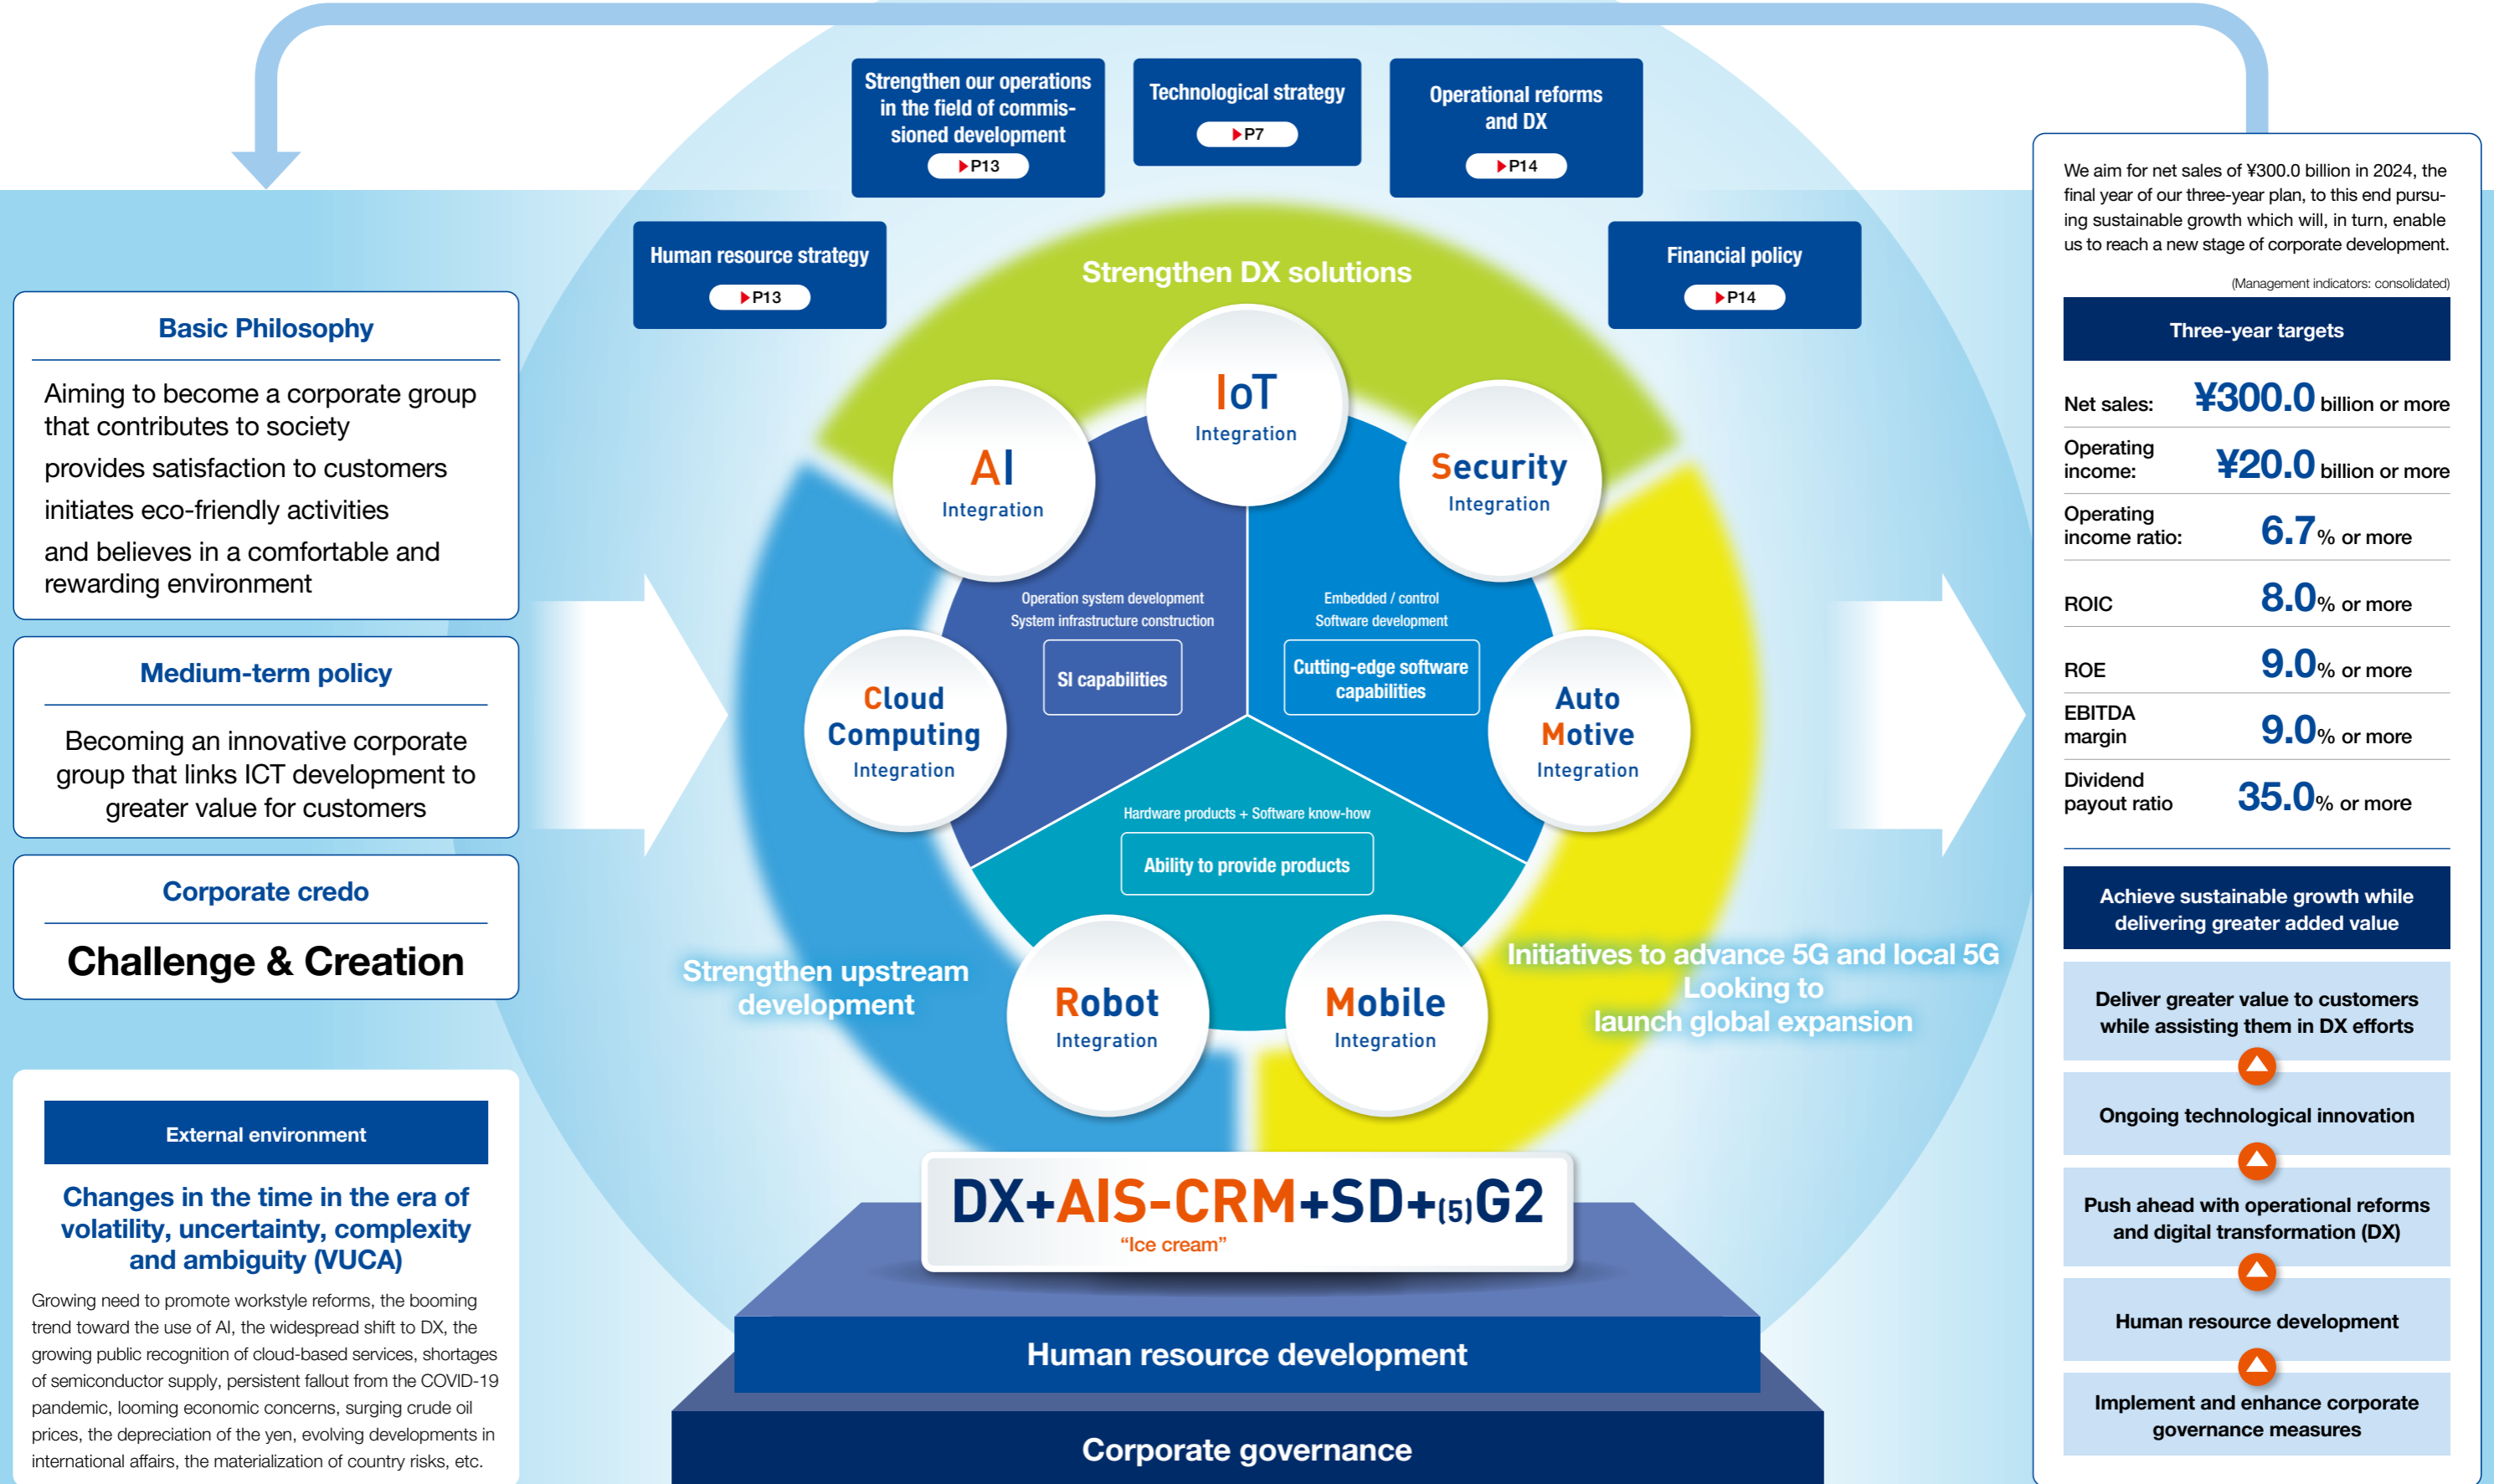 Basic Philosophy
Aiming to become a corporate group
that contributes to society
provides satisfaction to customers
initiates eco-friendly activities
and believes in a comfortable and
rewarding environment
Medium-term policy
Becoming an innovative corporate
group that links ICT development to
greater value for customers
Corporate credo
Challenge & Creation
External environment
Changes in the time in the era of
volatility, uncertainty, complexity
and ambiguity (VUCA)
Growing need to promote workstyle reforms, the booming
trend toward the use of AI, the widespread shift to DX, the
growing public recognition of cloud-based services, shortages
of semiconductor supply, persistent fallout from the COVID-19
pandemic, looming economic concerns, surging crude oil
prices, the depreciation of the yen, evolving developments in
international affairs, the materialization of country risks, etc.
Human resource strategy
▶P13
Strengthen our operations
in the field of commis-
sioned development
▶P13
Technological strategy
▶P7
Operational reforms
and DX
▶P14
Financial policy
▶P14
Strengthen DX solutions
IoT
Integration
AI
Integration
Security
Integration
Cloud
Computing
Integration
Auto
Motive
Integration
Robot
Integration
Mobile
Integration
Operation system development
System infrastructure construction
SI capabilities
Embedded / control
Software development
Cutting-edge software
capabilities
Hardware products + Software know-how
Ability to provide products
Strengthen upstream
development
Initiatives to advance 5G and local 5G
Looking to
launch global expansion
DX+AIS-CRM+SD+(5)G2
“Ice cream”
Human resource development
Corporate governance
We aim for net sales of ¥300.0 billion in 2024, the
final year of our three-year plan, to this end pursu-
ing sustainable growth which will, in turn, enable
us to reach a new stage of corporate development.
(Management indicators: consolidated)
Three-year targets
Net sales: ¥300.0 billion or more
Operating
income: ¥20.0 billion or more
Operating
income ratio: 6.7% or more
ROIC 8.0% or more
ROE 9.0% or more
EBITDA
margin 9.0% or more
Dividend
payout ratio 35.0% or more
Achieve sustainable growth while
delivering greater added value
Deliver greater value to customers
while assisting them in DX efforts
Ongoing technological innovation
Push ahead with operational reforms
and digital transformation (DX)
Human resource development
Implement and enhance corporate
governance measures